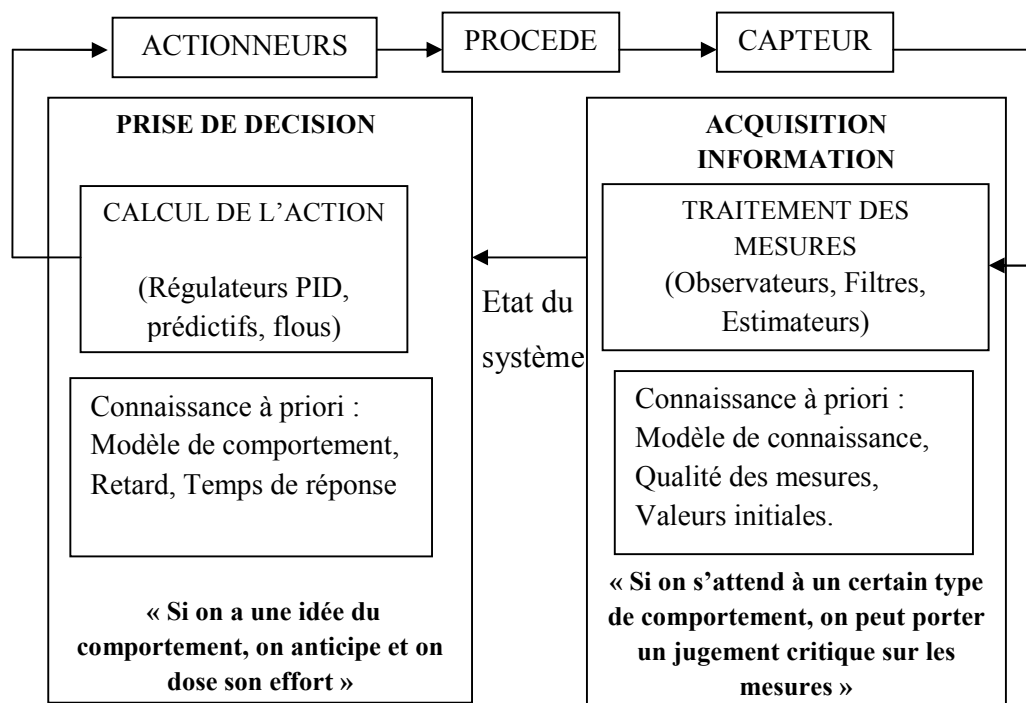 ACTIONNEURS
PROCEDE
CAPTEUR
PRISE DE DECISION
CALCUL DE L’ACTION
(Régulateurs PID,
prédictifs, flous)
Connaissance à priori :
Modèle de comportement,
Retard, Temps de réponse
« Si on a une idée du
comportement, on anticipe et on
dose son effort »
Etat du
système
ACQUISITION
INFORMATION
TRAITEMENT DES
MESURES
(Observateurs, Filtres,
Estimateurs)
Connaissance à priori :
Modèle de connaissance,
Qualité des mesures,
Valeurs initiales.
« Si on s’attend à un certain type
de comportement, on peut porter
un jugement critique sur les
mesures »